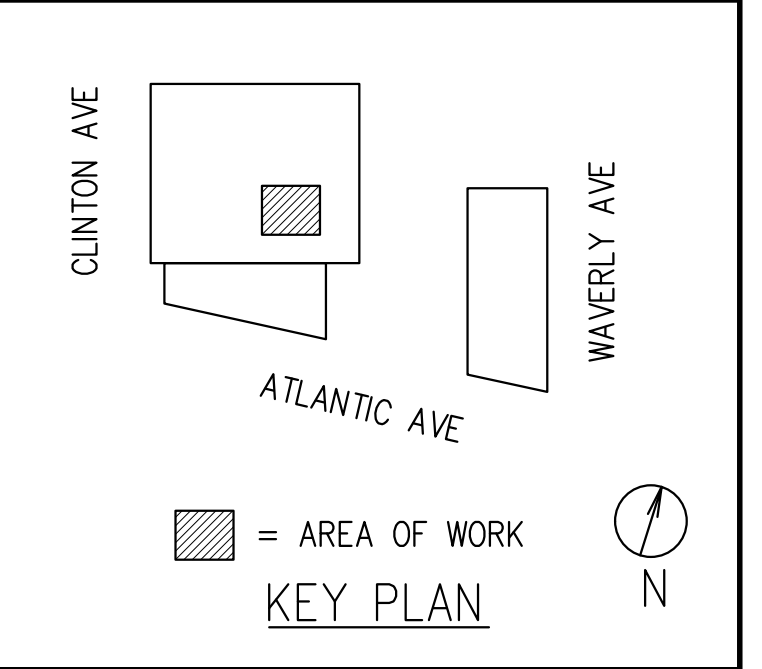 CLINTON AVE
WAVERLY AVE
ATLANTIC AVE
= AREA OF WORK
N
KEY PLAN